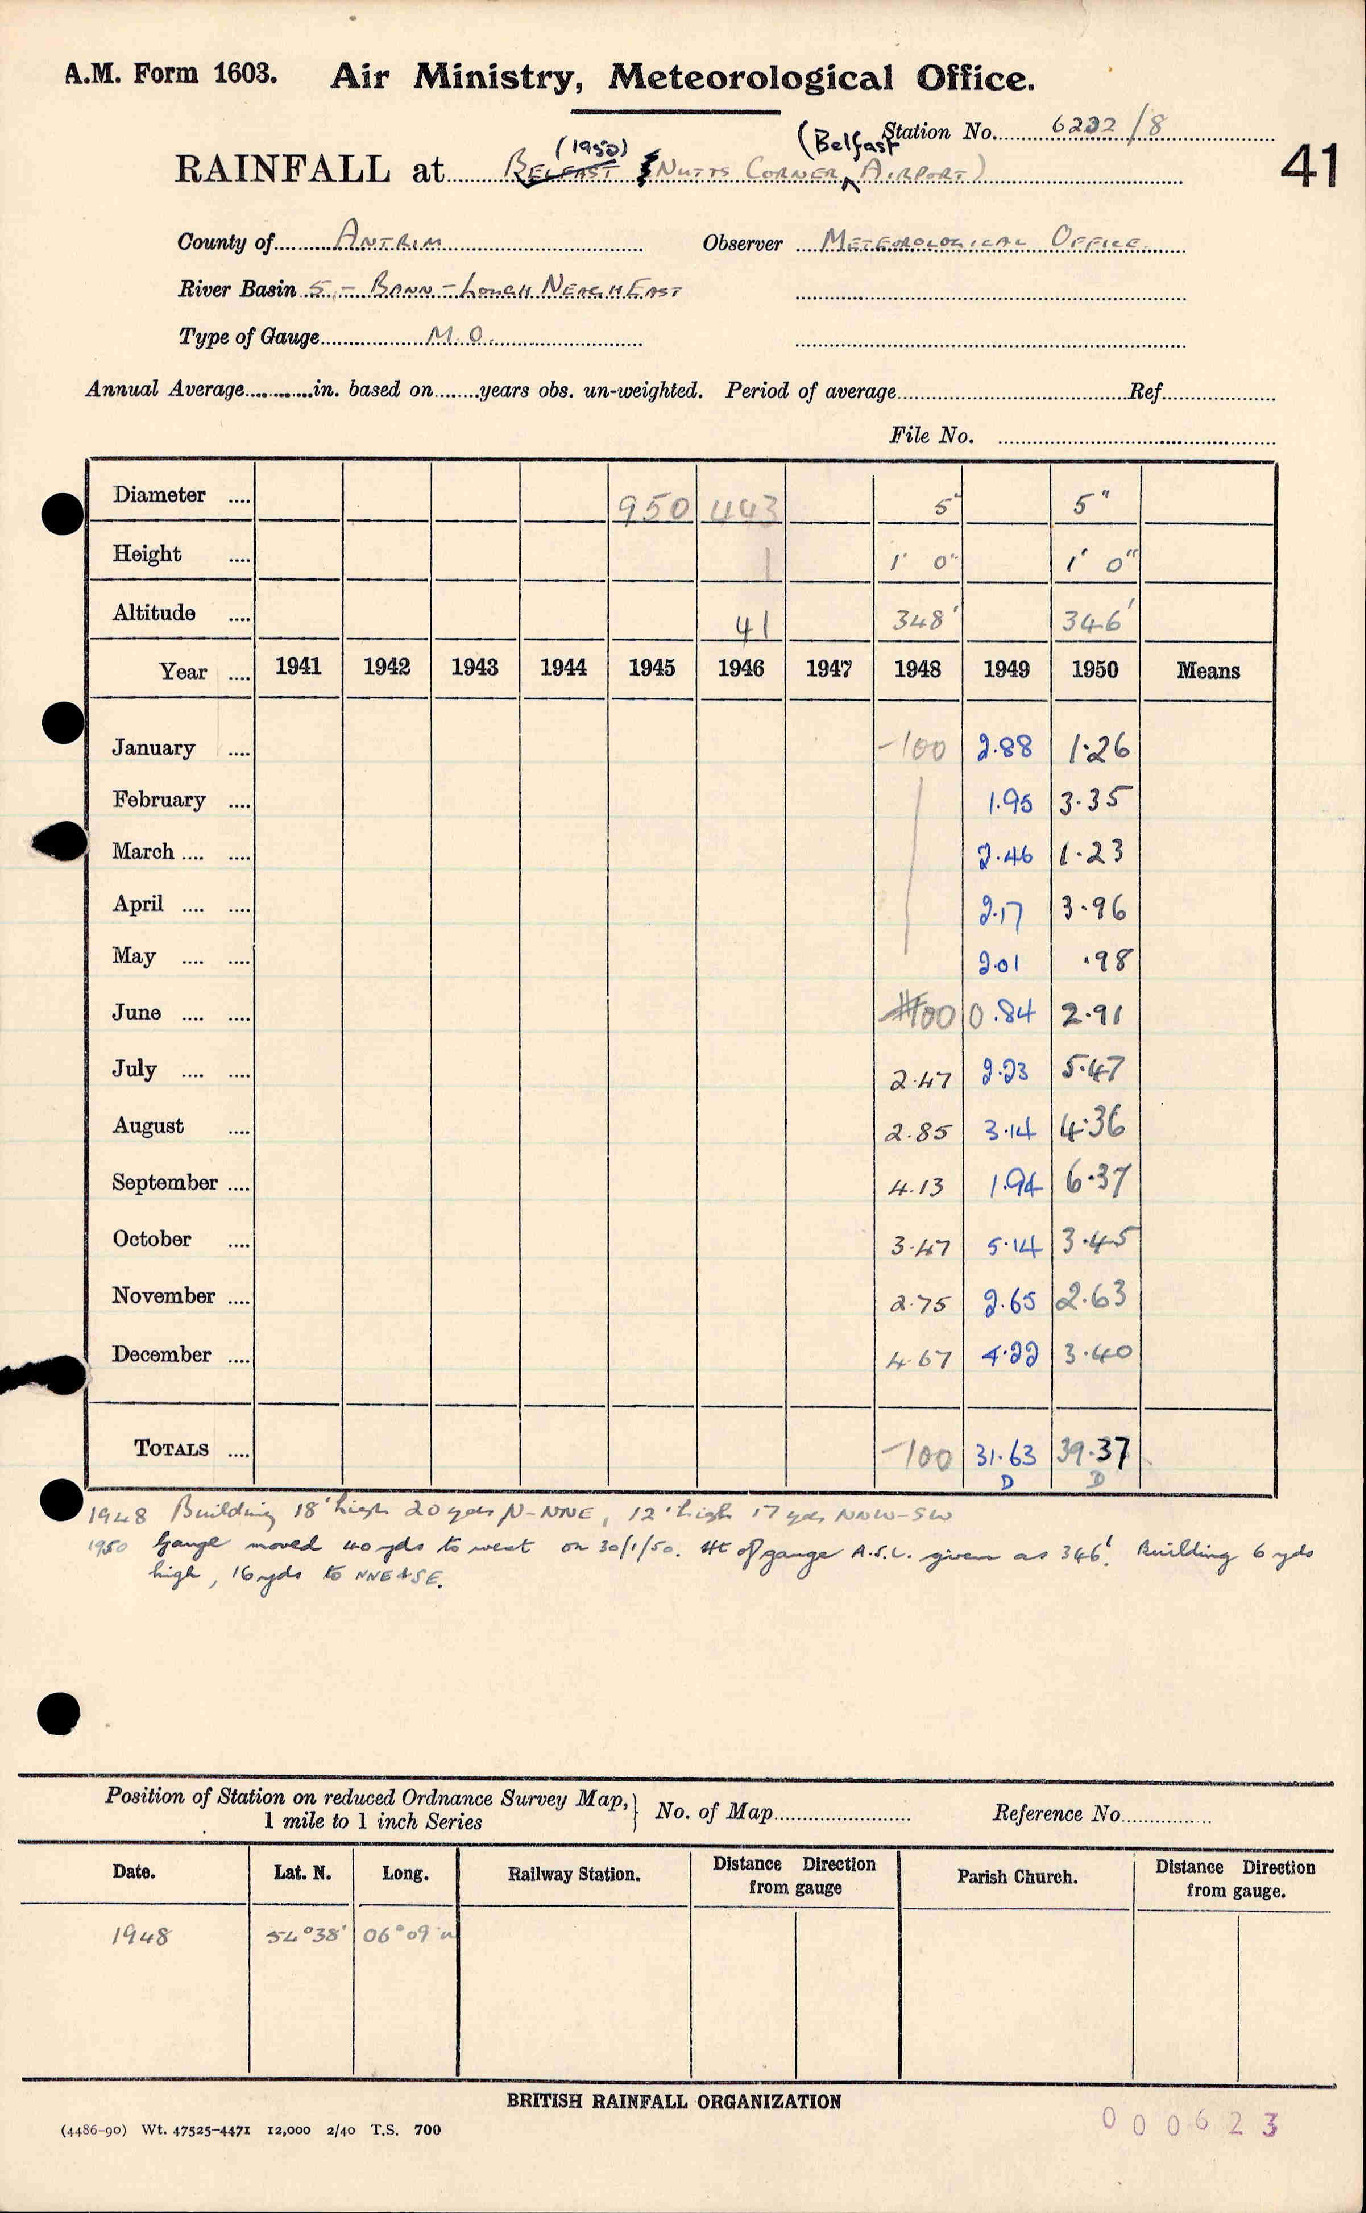 A.M. Form 1603. Air Ministry, Meteorological Office.
Station No. 6202/8
41
(1950) (Belfast
RAINFALL at BELFAST (NUTTS CORNER ^ AIRPORT)
County of ANTRIM Observer METEOROLOGICAL OFFICE
River Basin 5 - BANN - LOUGH NEAGH EAST
Type of Gauge M.O.
Annual Average in. based on years obs. un-weighted. Period of average Ref.
File No.
Diameter 950 443 5" 5"
Height 1 1' 0" 1' 0"
Altitude 41 348' 346'
Year 1941 1942 1943 1944 1945 1946 1947 1948 1949 1950 Means
January -100 2.88 1.26
February 1.95 3.35
March 2.46 1.23
April 2.17 3.96
May 2.01 .98
June 100 0.84 2.91
July 2.47 2.23 5.47
August 2.85 3.14 4.36
September 4.13 1.94 6.37
October 3.47 5.14 3.45
November 2.75 2.65 2.63
December 4.67 4.22 3.40
TOTALS -100 31.63 39.37
D D
1948 Building 18' high 20 yds N-NNE, 12' high 17 yds NNW-SW
1950 Gauge moved 40 yds to west on 30/1/50. Ht of gauge A.S.L. given as 346'. Building 6 yds
high, 16 yds to NNE & SE.
Position of Station on reduced Ordnance Survey Map, 1 mile to 1 inch Series } No. of Map Reference No.
Date. Lat. N. Long. Railway Station. Distance Direction from gauge Parish Church. Distance Direction from gauge.
1948 54°38' 06°09'W
BRITISH RAINFALL ORGANIZATION
(4486-90) Wt. 47525-4471 12,000 2/40 T.S. 700
000623